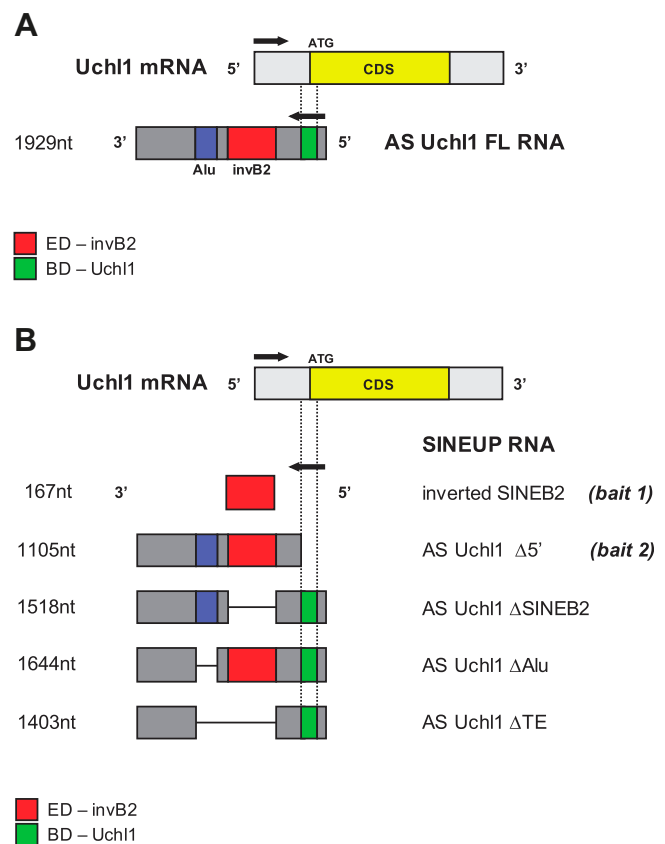 A
ATG
Uchl1 mRNA 5’ CDS 3’
1929nt 3’ 5’ AS Uchl1 FL RNA
Alu invB2
ED – invB2
BD – Uchl1
B
ATG
Uchl1 mRNA 5’ CDS 3’
SINEUP RNA
167nt 3’ 5’ inverted SINEB2 (bait 1)
1105nt AS Uchl1 Δ5’ (bait 2)
1518nt AS Uchl1 ΔSINEB2
1644nt AS Uchl1 ΔAlu
1403nt AS Uchl1 ΔTE
ED – invB2
BD – Uchl1